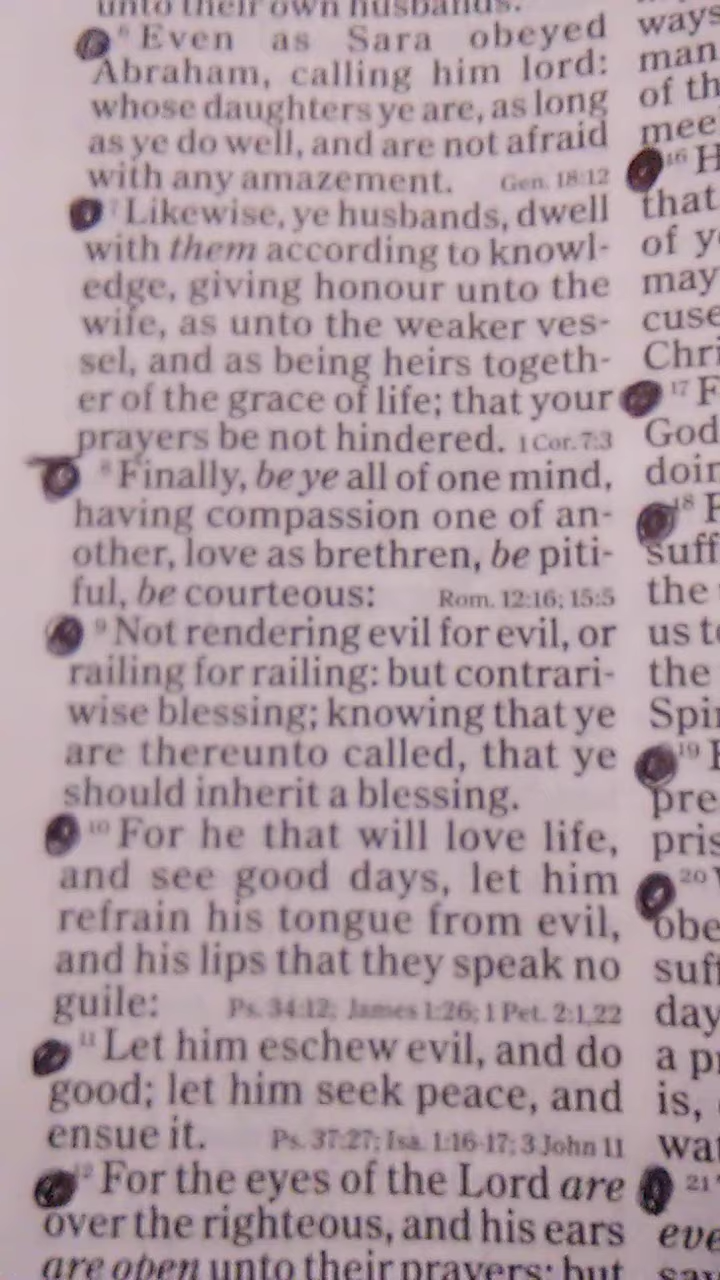 unto their own husbands.
6 Even as Sara obeyed
Abraham, calling him lord:
whose daughters ye are, as long
as ye do well, and are not afraid
with any amazement. Gen. 18:12
7 Likewise, ye husbands, dwell
with them according to knowl-
edge, giving honour unto the
wife, as unto the weaker ves-
sel, and as being heirs togeth-
er of the grace of life; that your
prayers be not hindered. 1 Cor. 7:3
8 Finally, be ye all of one mind,
having compassion one of an-
other, love as brethren, be piti-
ful, be courteous: Rom. 12:16; 15:5
9 Not rendering evil for evil, or
railing for railing: but contrari-
wise blessing; knowing that ye
are thereunto called, that ye
should inherit a blessing.
10 For he that will love life,
and see good days, let him
refrain his tongue from evil,
and his lips that they speak no
guile: Ps. 34:12; James 1:26; 1 Pet. 2:1,22
11 Let him eschew evil, and do
good; let him seek peace, and
ensue it. Ps. 37:27; Isa. 1:16-17; 3 John 11
12 For the eyes of the Lord are
over the righteous, and his ears
are open unto their prayers: but
ways
man
of th
mee
16 H
that
of y
may
cuse
Chri
17 F
God
doin
18 F
suff
the
us t
the
Spi
19
pre
pris
20
obe
suff
day
a p
is,
wat
21
eve